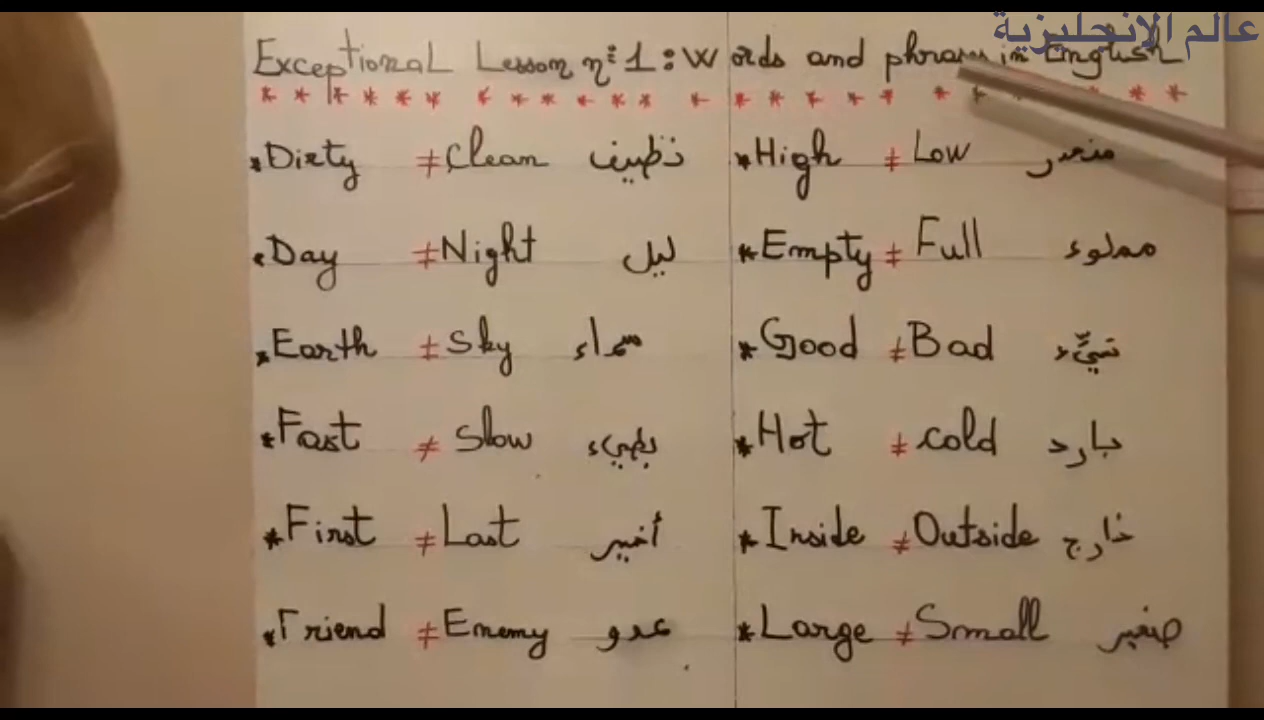 عالم الإنجليزية
Exceptional Lesson n°1 : Words and phrases in English
* * * * * * * * * * * * * * * * * * * * * * *
*Dirty ≠ Clean نظيف
*Day ≠ Night ليل
*Earth ≠ Sky سماء
*Fast ≠ Slow بطيء
*First ≠ Last أخير
*Friend ≠ Enemy عدو
*High ≠ Low
*Empty ≠ Full مملوء
*Good ≠ Bad سيّء
*Hot ≠ cold بارد
*Inside ≠ Outside خارج
*Large ≠ Small صغير